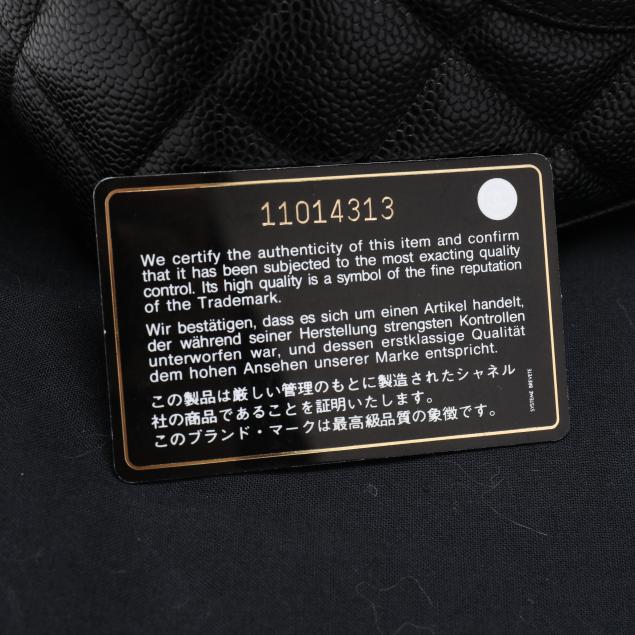 11014313
We certify the authenticity of this item and confirm
that it has been subjected to the most exacting quality
control. Its high quality is a symbol of the fine reputation
of the Trademark.
Wir bestätigen, dass es sich um einen Artikel handelt,
der während seiner Herstellung strengsten Kontrollen
unterworfen war, und dessen erstklassige Qualität
dem hohen Ansehen unserer Marke entspricht.
この製品は厳しい管理のもとに製造されたシャネル
社の商品であることを証明いたします。
このブランド・マークは最高級品質の象徴です。
SYSTEME BREVETE